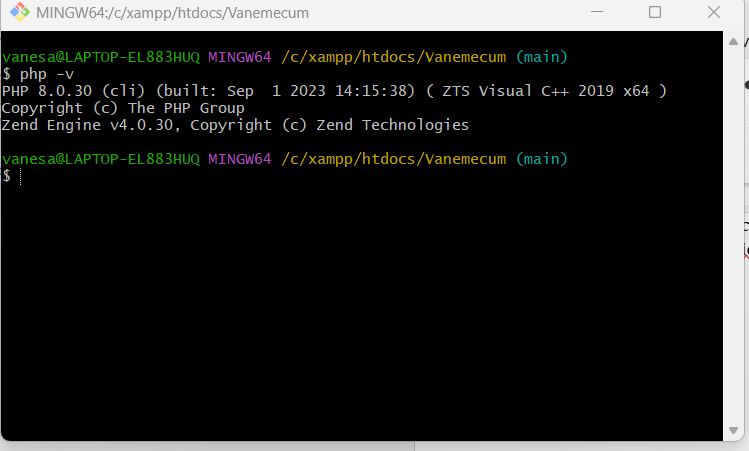 MINGW64:/c/xampp/htdocs/Vanemecum
vanesa@LAPTOP-EL883HUQ MINGW64 /c/xampp/htdocs/Vanemecum (main)
$ php -v
PHP 8.0.30 (cli) (built: Sep  1 2023 14:15:38) ( ZTS Visual C++ 2019 x64 )
Copyright (c) The PHP Group
Zend Engine v4.0.30, Copyright (c) Zend Technologies
vanesa@LAPTOP-EL883HUQ MINGW64 /c/xampp/htdocs/Vanemecum (main)
$